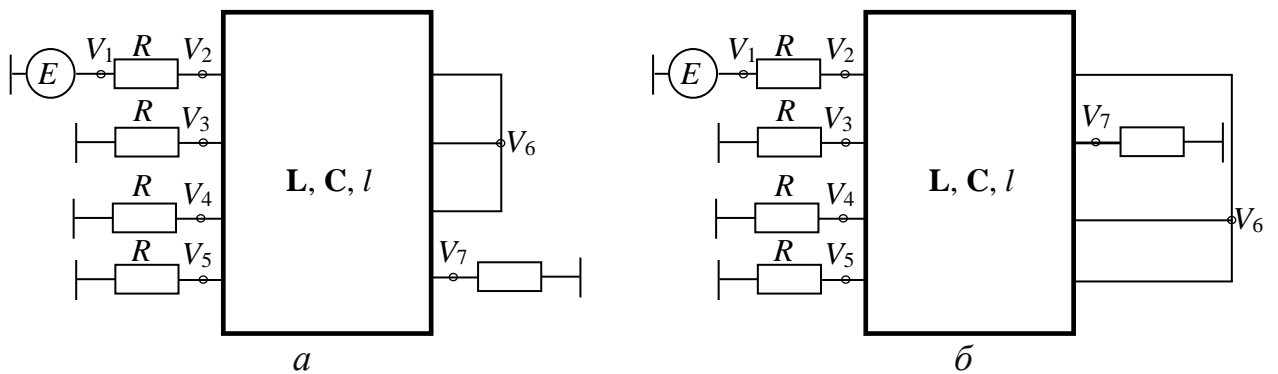 V1 R V2
E
R V3
R V4
R V5
L, C, l
V6
V7
а
V1 R V2
E
R V3
R V4
R V5
L, C, l
V7
V6
б